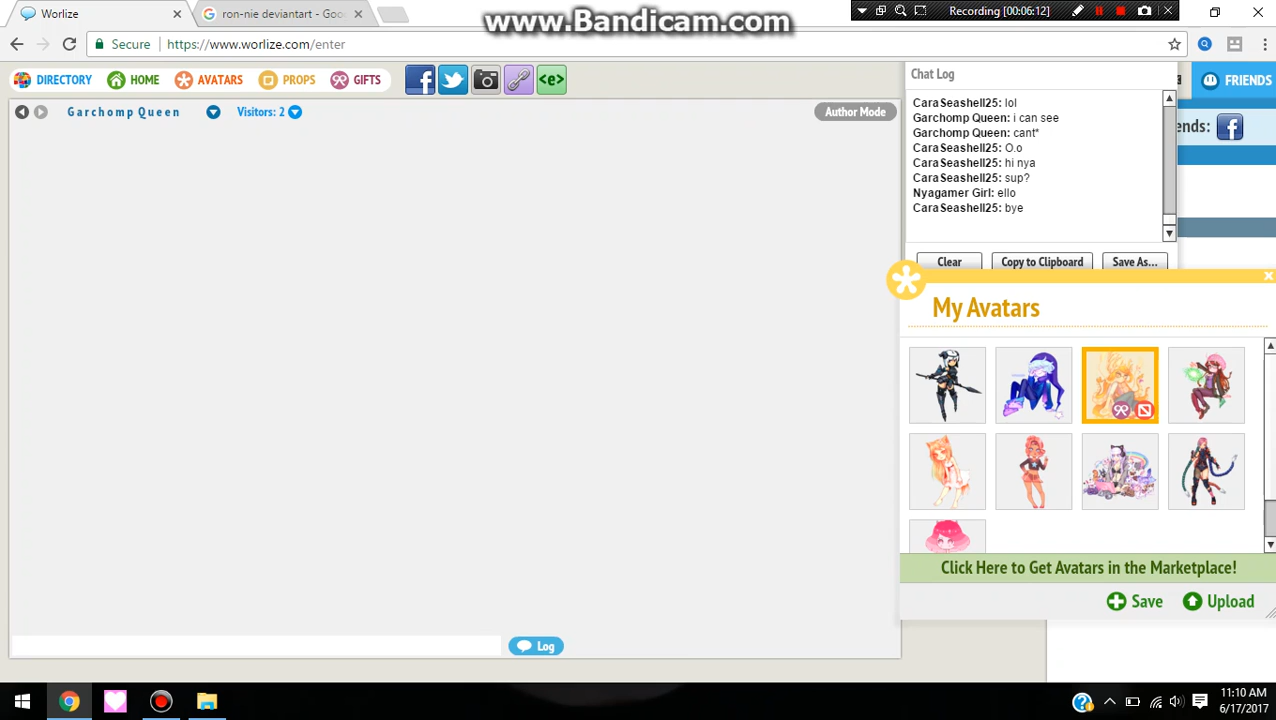 www.Bandicam.com
Worlize
ron-nie deviantart - Goo
Recording [00:06:12]
Secure
https://www.worlize.com/enter
DIRECTORY
HOME
AVATARS
PROPS
GIFTS
<e>
Chat Log
FRIENDS
Garchomp Queen
Visitors: 2
Author Mode
CaraSeashell25: lol
Garchomp Queen: i can see
Garchomp Queen: cant*
CaraSeashell25: O.o
CaraSeashell25: hi nya
CaraSeashell25: sup?
Nyagamer Girl: ello
CaraSeashell25: bye
ends:
Clear
Copy to Clipboard
Save As...
My Avatars
Click Here to Get Avatars in the Marketplace!
Save
Upload
Log
11:10 AM
6/17/2017